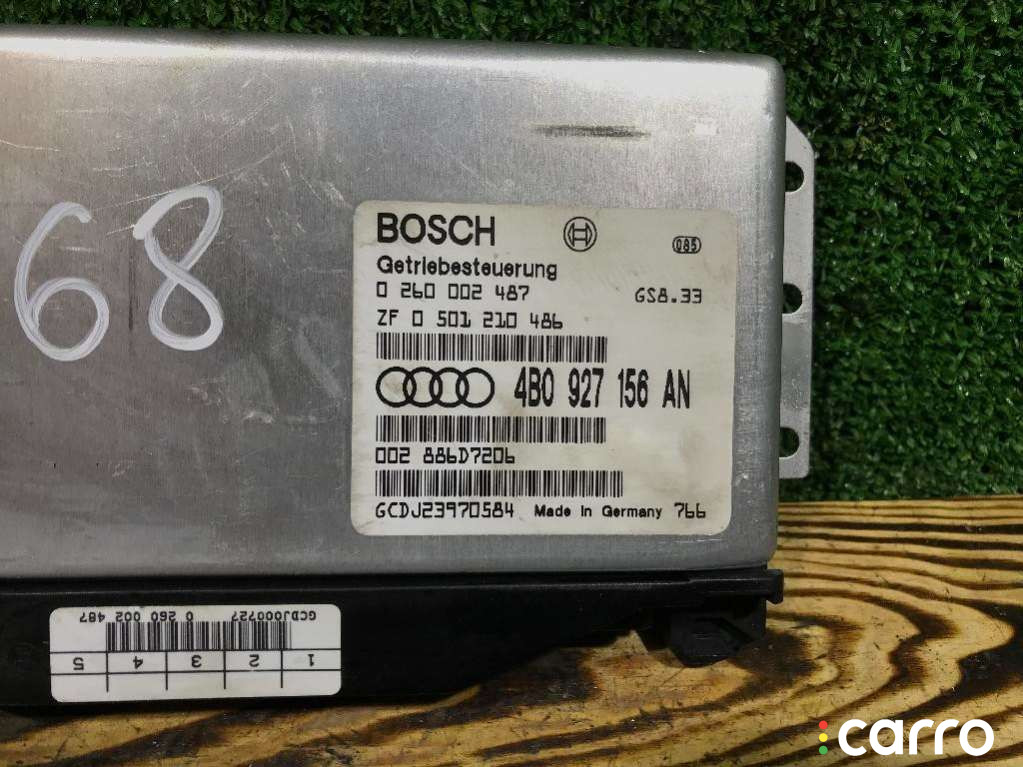 68
BOSCH
085
Getriebesteuerung
0 260 002 487 GS8.33
ZF 0 501 210 486
4B0 927 156 AN
002 886D7206
GCDJ23970584 Made in Germany 766
GCDJ000727 0 260 002 487
1 2 3 4 5
carro